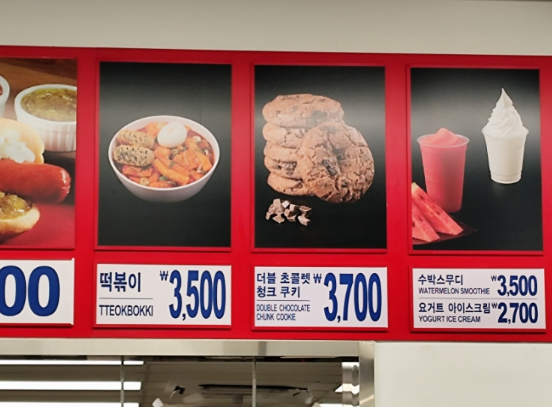 00
떡볶이
TTEOKBOKKI
₩3,500
더블 초콜렛
청크 쿠키
DOUBLE CHOCOLATE
CHUNK COOKIE
₩3,700
수박스무디
WATERMELON SMOOTHIE
₩3,500
요거트 아이스크림
YOGURT ICE CREAM
₩2,700